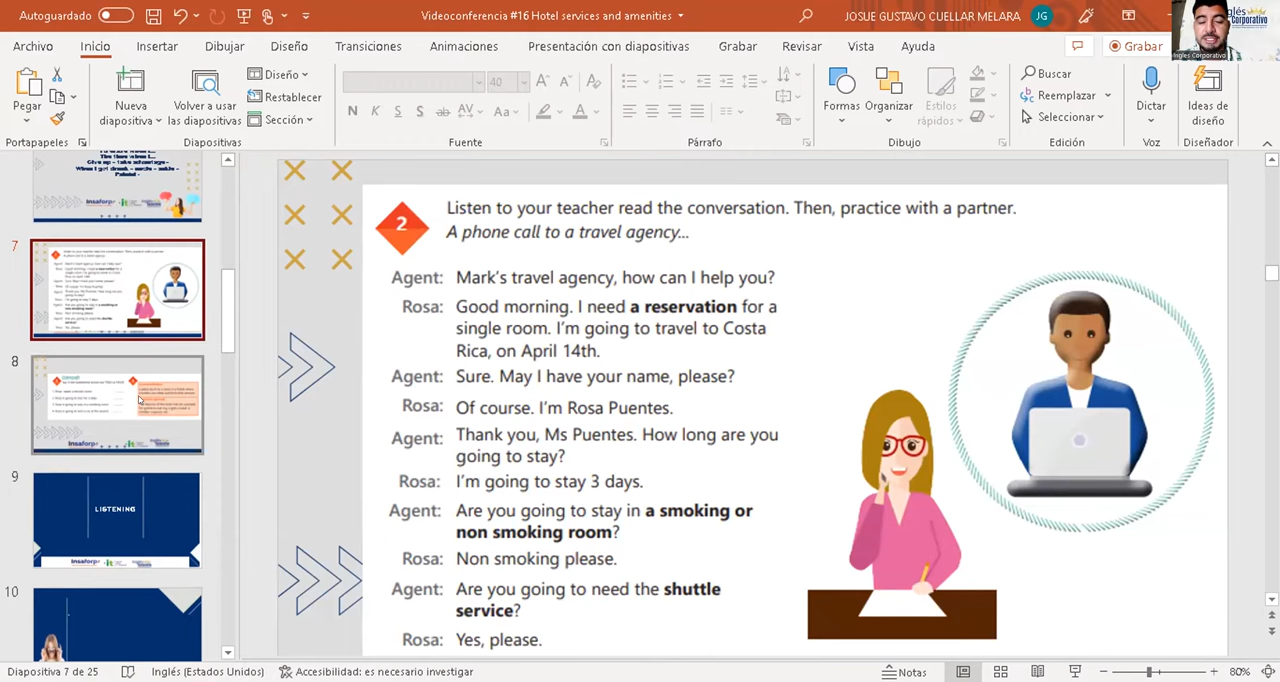 Autoguardado
Videoconferencia #16 Hotel services and amenities
JOSUE GUSTAVO CUELLAR MELARA
JG
Inglés Corporativo
Archivo Inicio Insertar Dibujar Diseño Transiciones Animaciones Presentación con diapositivas Grabar Revisar Vista Ayuda
Grabar
Pegar
Nueva diapositiva
Volver a usar las diapositivas
Diseño
Restablecer
Sección
40
N K S S ab AV Aa A
Formas
Organizar
Estilos rápidos
Buscar
Reemplazar
Seleccionar
Dictar
Ideas de diseño
Portapapeles Diapositivas Fuente Párrafo Dibujo Edición Voz Diseñador
7
8
9
LISTENING
10
2
Listen to your teacher read the conversation. Then, practice with a partner.
A phone call to a travel agency...
Agent: Mark's travel agency, how can I help you?
Rosa: Good morning. I need a reservation for a
single room. I'm going to travel to Costa
Rica, on April 14th.
Agent: Sure. May I have your name, please?
Rosa: Of course. I'm Rosa Puentes.
Agent: Thank you, Ms Puentes. How long are you
going to stay?
Rosa: I'm going to stay 3 days.
Agent: Are you going to stay in a smoking or
non smoking room?
Rosa: Non smoking please.
Agent: Are you going to need the shuttle
service?
Rosa: Yes, please.
Diapositiva 7 de 25
Inglés (Estados Unidos)
Accesibilidad: es necesario investigar
Notas
80%